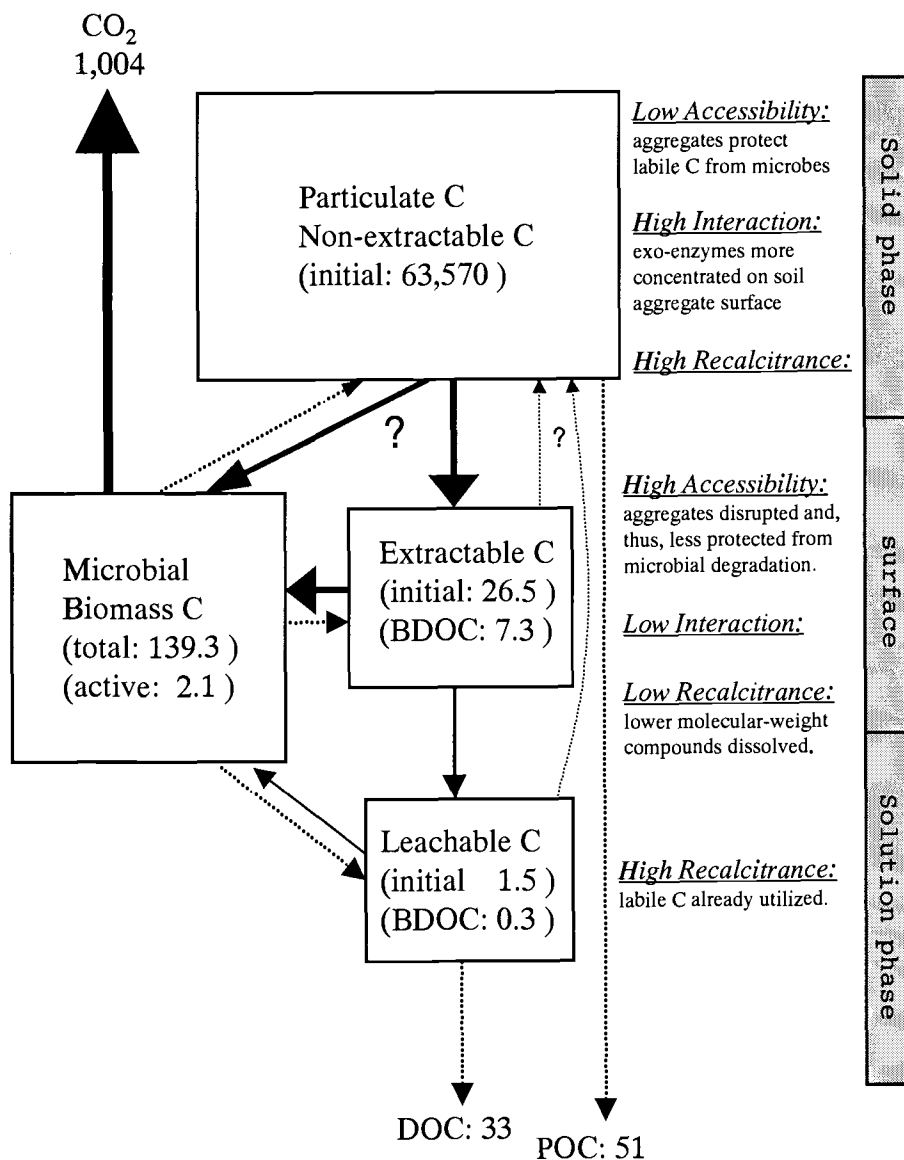 CO2
1,004
Particulate C
Non-extractable C
(initial: 63,570 )
Low Accessibility:
aggregates protect
labile C from microbes
High Interaction:
exo-enzymes more
concentrated on soil
aggregate surface
High Recalcitrance:
Solid phase
?
?
Microbial
Biomass C
(total: 139.3 )
(active: 2.1 )
Extractable C
(initial: 26.5 )
(BDOC: 7.3 )
High Accessibility:
aggregates disrupted and,
thus, less protected from
microbial degradation.
Low Interaction:
Low Recalcitrance:
lower molecular-weight
compounds dissolved.
surface
Leachable C
(initial 1.5 )
(BDOC: 0.3 )
High Recalcitrance:
labile C already utilized.
Solution phase
DOC: 33
POC: 51